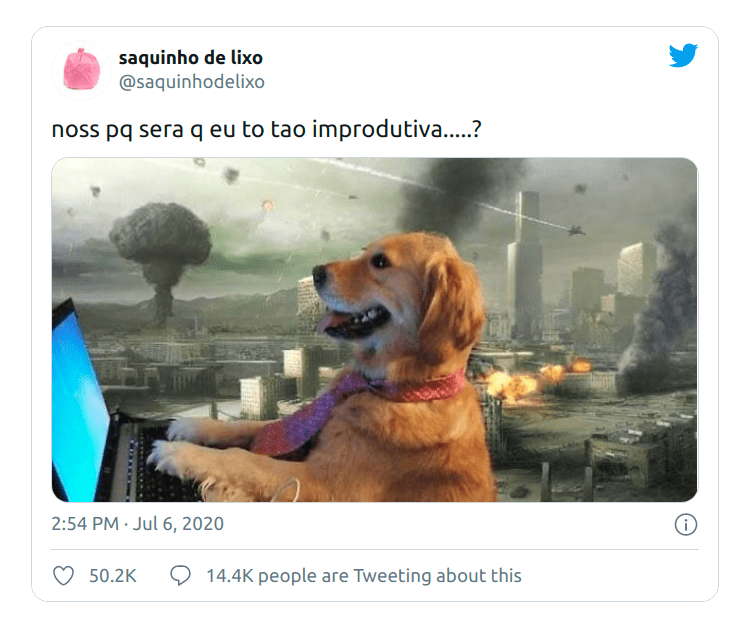 saquinho de lixo
@saquinhodelixo
noss pq sera q eu to tao improdutiva.....?
2:54 PM · Jul 6, 2020
50.2K 14.4K people are Tweeting about this